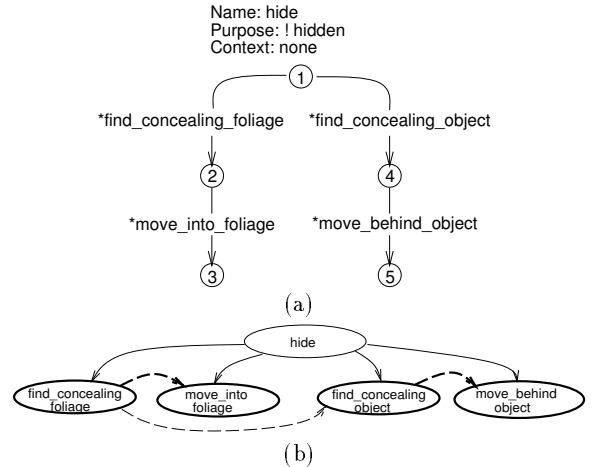 Name: hide
Purpose: ! hidden
Context: none
1
*find_concealing_foliage *find_concealing_object
2 4
*move_into_foliage *move_behind_object
3 5
(a)
hide
find_concealing
foliage
move_into
foliage
find_concealing
object
move_behind
object
(b)